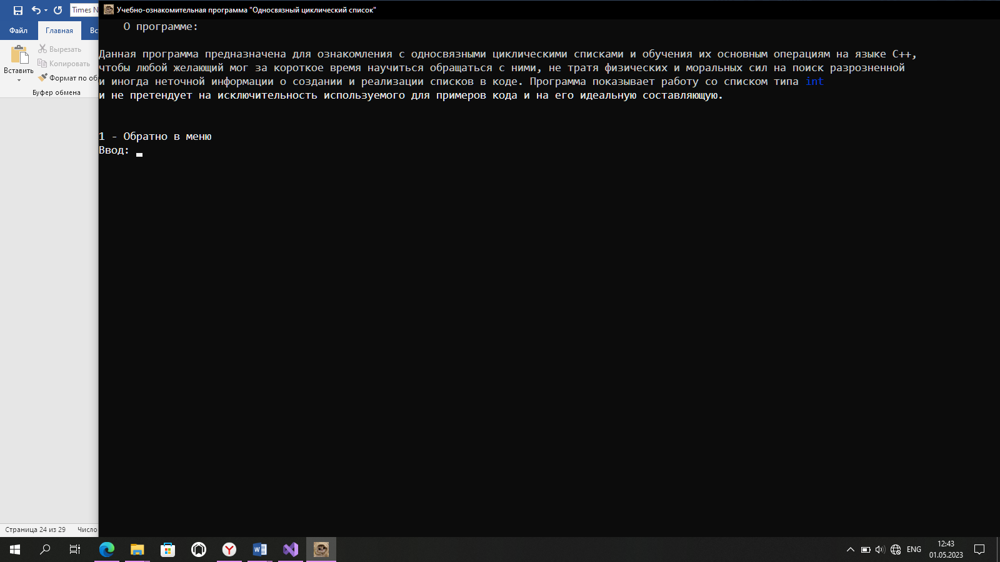 Times N
Учебно-ознакомительная программа "Односвязный циклический список"
Файл
Главная
Вс
Вставить
Вырезать
Копировать
Формат по об
Буфер обмена
О программе:
Данная программа предназначена для ознакомления с односвязными циклическими списками и обучения их основным операциям на языке C++,
чтобы любой желающий мог за короткое время научиться обращаться с ними, не тратя физических и моральных сил на поиск разрозненной
и иногда неточной информации о создании и реализации списков в коде. Программа показывает работу со списком типа int
и не претендует на исключительность используемого для примеров кода и на его идеальную составляющую.
1 - Обратно в меню
Ввод:
Страница 24 из 29
Число
ENG
12:43
01.05.2023